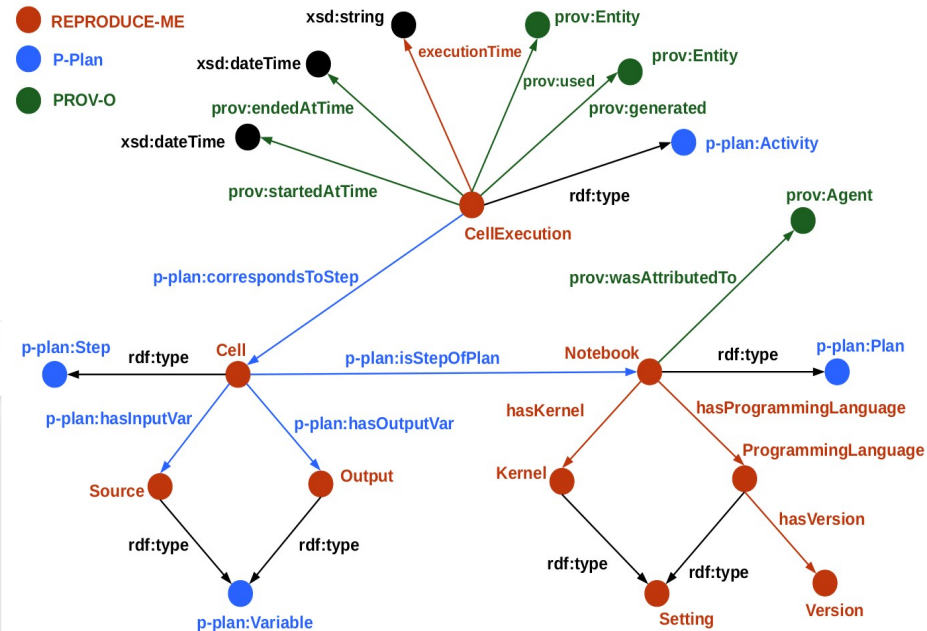 REPRODUCE-ME
P-Plan
PROV-O
xsd:string
prov:Entity
executionTime
prov:Entity
xsd:dateTime
prov:used
prov:endedAtTime
prov:generated
xsd:dateTime
p-plan:Activity
prov:startedAtTime
rdf:type
prov:Agent
CellExecution
p-plan:correspondsToStep
prov:wasAttributedTo
p-plan:Step
rdf:type
Cell
p-plan:isStepOfPlan
Notebook
rdf:type
p-plan:Plan
p-plan:hasInputVar
p-plan:hasOutputVar
hasKernel
hasProgrammingLanguage
ProgrammingLanguage
Source
Output
Kernel
hasVersion
rdf:type
rdf:type
rdf:type
rdf:type
p-plan:Variable
Setting
Version